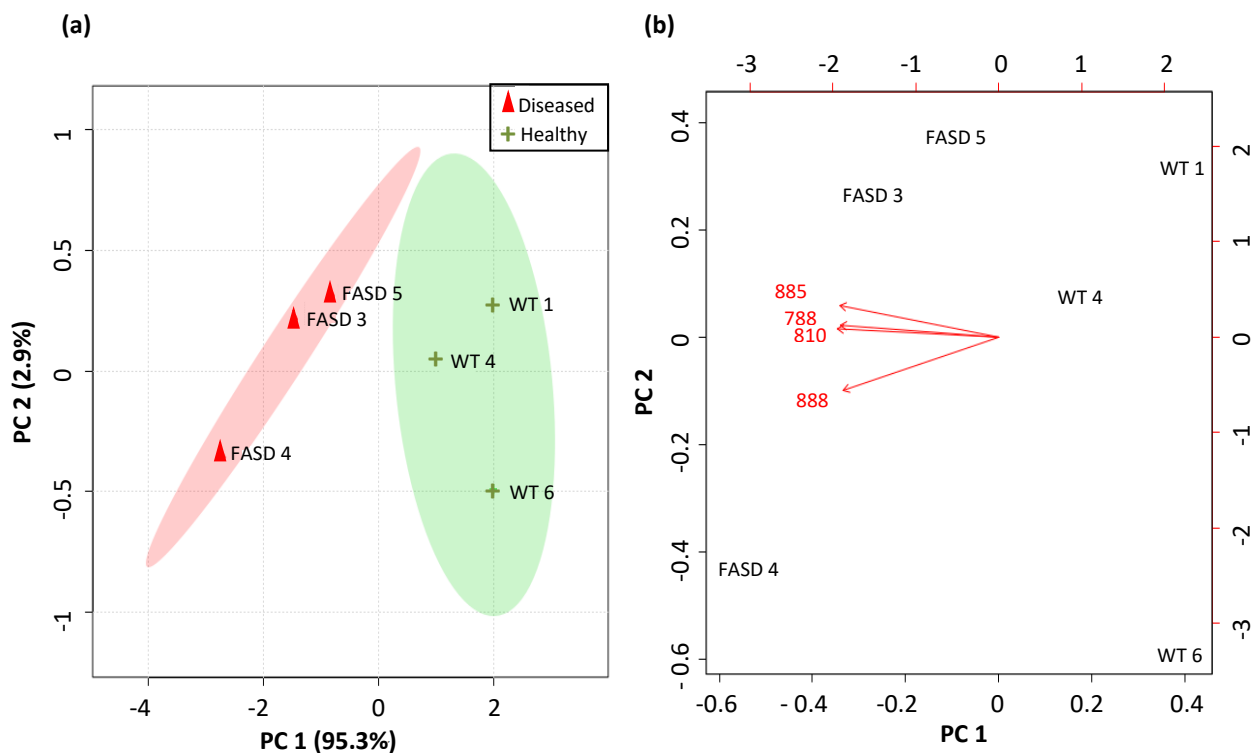 (a)
Diseased
Healthy
FASD 5
FASD 3
FASD 4
WT 1
WT 4
WT 6
1
0.5
0
-0.5
-1
PC 2 (2.9%)
-4 -2 0 2
PC 1 (95.3%)
(b)
-3 -2 -1 0 1 2
0.4
0.2
0
-0.2
-0.4
- 0.6
PC 2
FASD 5
WT 1
FASD 3
885
788
810
888
WT 4
FASD 4
WT 6
2
1
0
-1
-2
-3
-0.6 -0.4 - 0.2 0 0.2 0.4
PC 1